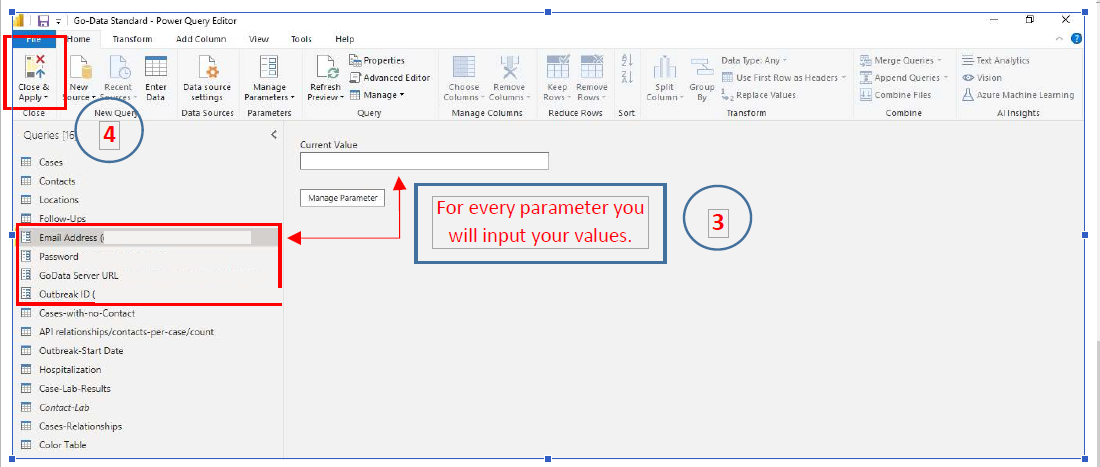 Go-Data Standard - Power Query Editor
File Home Transform Add Column View Tools Help
Close & Apply
New Source
Recent Sources
Enter Data
Data source settings
Manage Parameters
Refresh Preview
Properties
Advanced Editor
Manage
Choose Columns
Remove Columns
Keep Rows
Remove Rows
Split Column
Group By
Data Type: Any
Use First Row as Headers
Replace Values
Merge Queries
Append Queries
Combine Files
Text Analytics
Vision
Azure Machine Learning
Close New Query Data Sources Parameters Query Manage Columns Reduce Rows Sort Transform Combine AI Insights
4
Queries [16
Cases
Contacts
Locations
Follow-Ups
Email Address (
Password
GoData Server URL
Outbreak ID (
Cases-with-no-Contact
API relationships/contacts-per-case/count
Outbreak-Start Date
Hospitalization
Case-Lab-Results
Contact-Lab
Cases-Relationships
Color Table
Current Value
Manage Parameter
For every parameter you
will input your values.
3